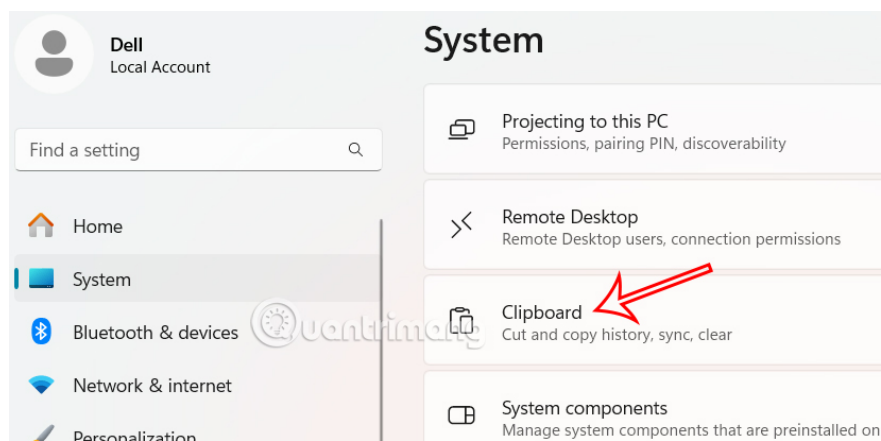 Dell
Local Account
Find a setting
Home
System
Bluetooth & devices
Network & internet
Personalization
System
Projecting to this PC
Permissions, pairing PIN, discoverability
Remote Desktop
Remote Desktop users, connection permissions
Clipboard
Cut and copy history, sync, clear
System components
Manage system components that are preinstalled on
uantrimang